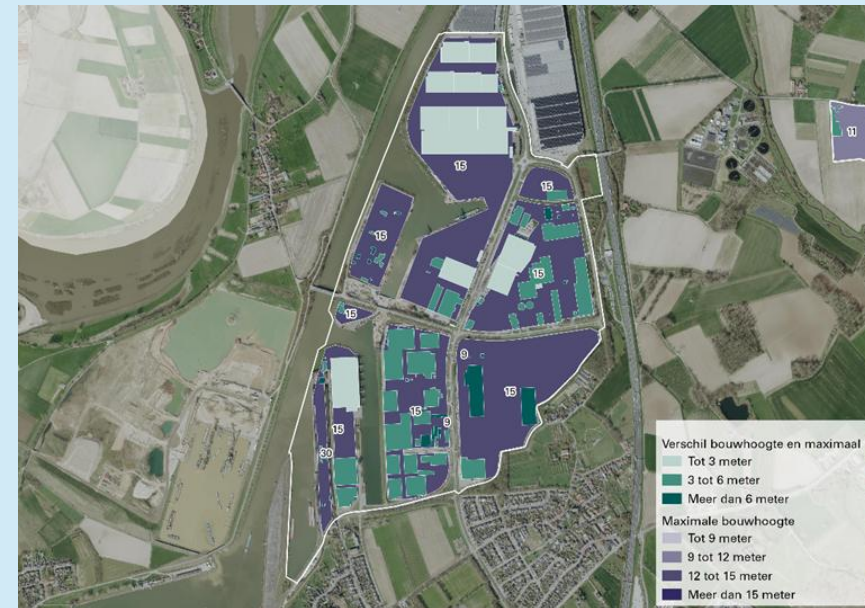 15
11
15
15
15
15
9
15
15
15
9
30
Verschil bouwhoogte en maximaal
Tot 3 meter
3 tot 6 meter
Meer dan 6 meter
Maximale bouwhoogte
Tot 9 meter
9 tot 12 meter
12 tot 15 meter
Meer dan 15 meter